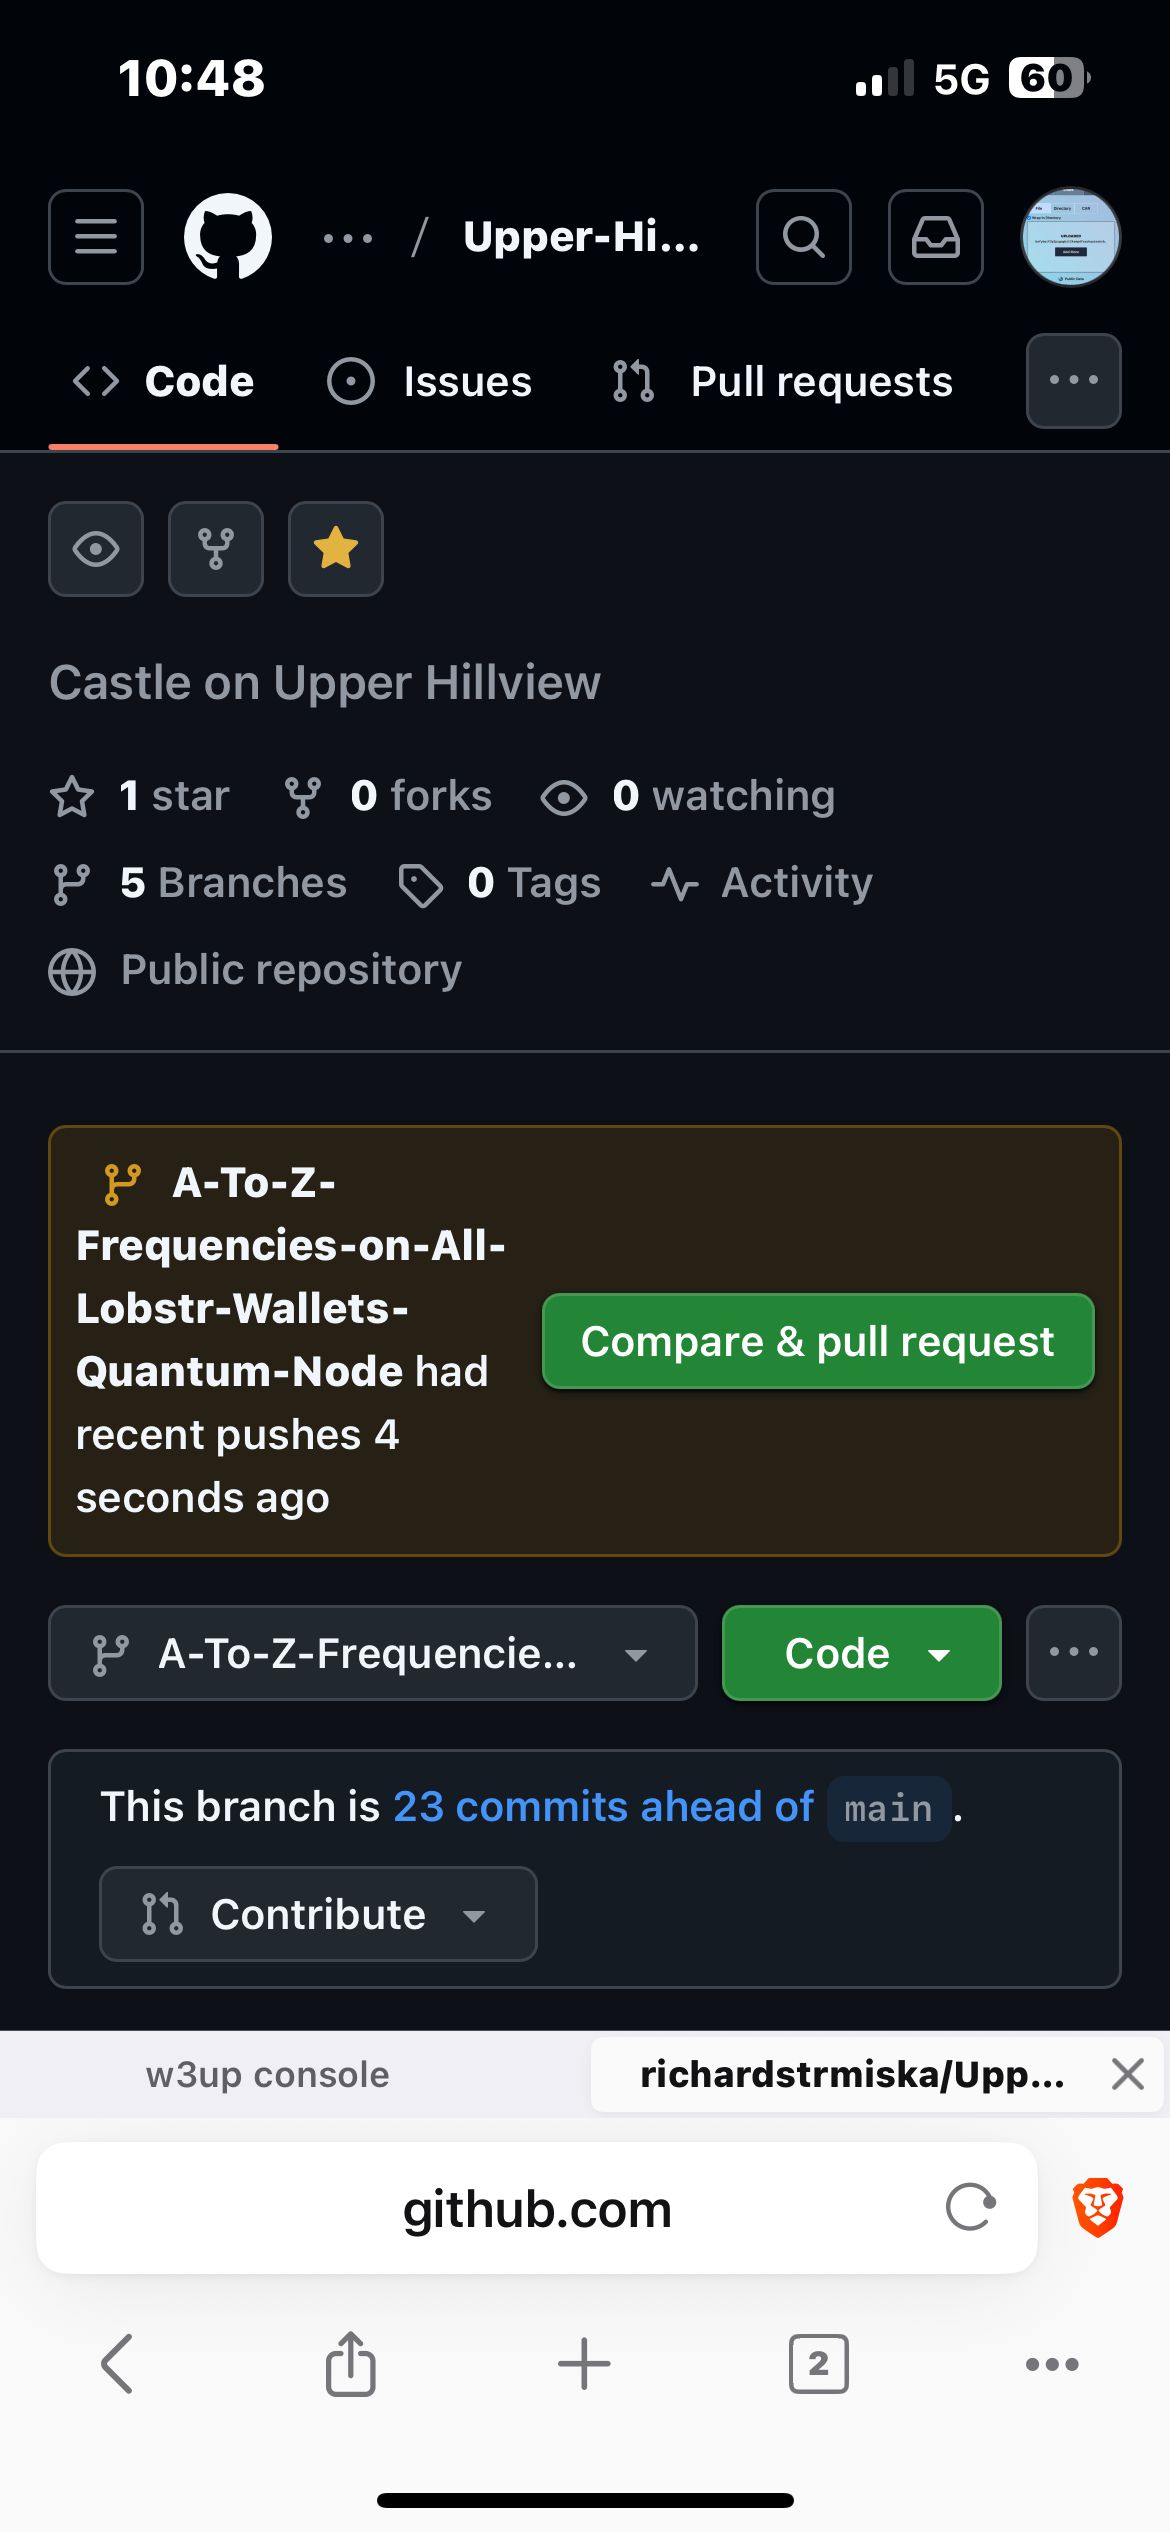 10:48
5G 60
/ Upper-Hi...
Code Issues Pull requests
Castle on Upper Hillview
1 star 0 forks 0 watching
5 Branches 0 Tags Activity
Public repository
A-To-Z-
Frequencies-on-All-
Lobstr-Wallets-
Quantum-Node had
recent pushes 4
seconds ago
Compare & pull request
A-To-Z-Frequencie...
Code
This branch is 23 commits ahead of main .
Contribute
w3up console
richardstrmiska/Upp...
github.com
2